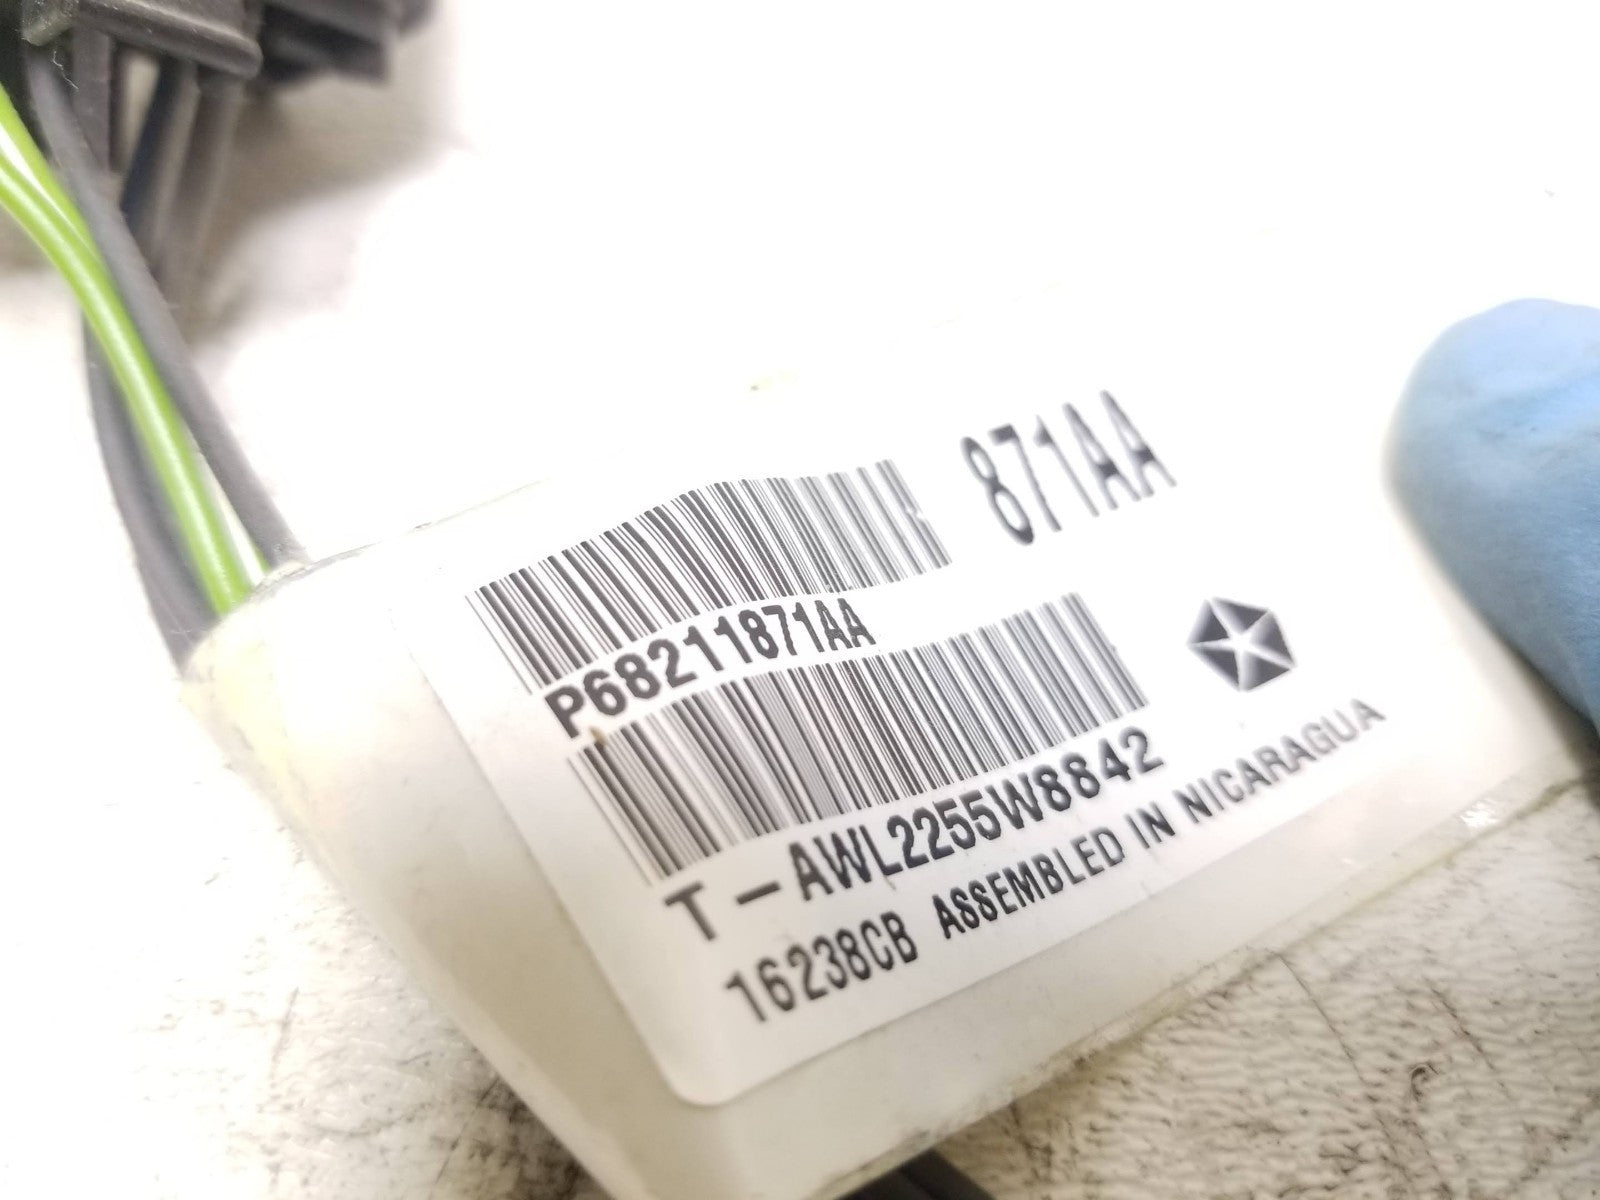 871AA
P68211871AA
T-AWL2255W8842
16238CB ASSEMBLED IN NICARAGUA